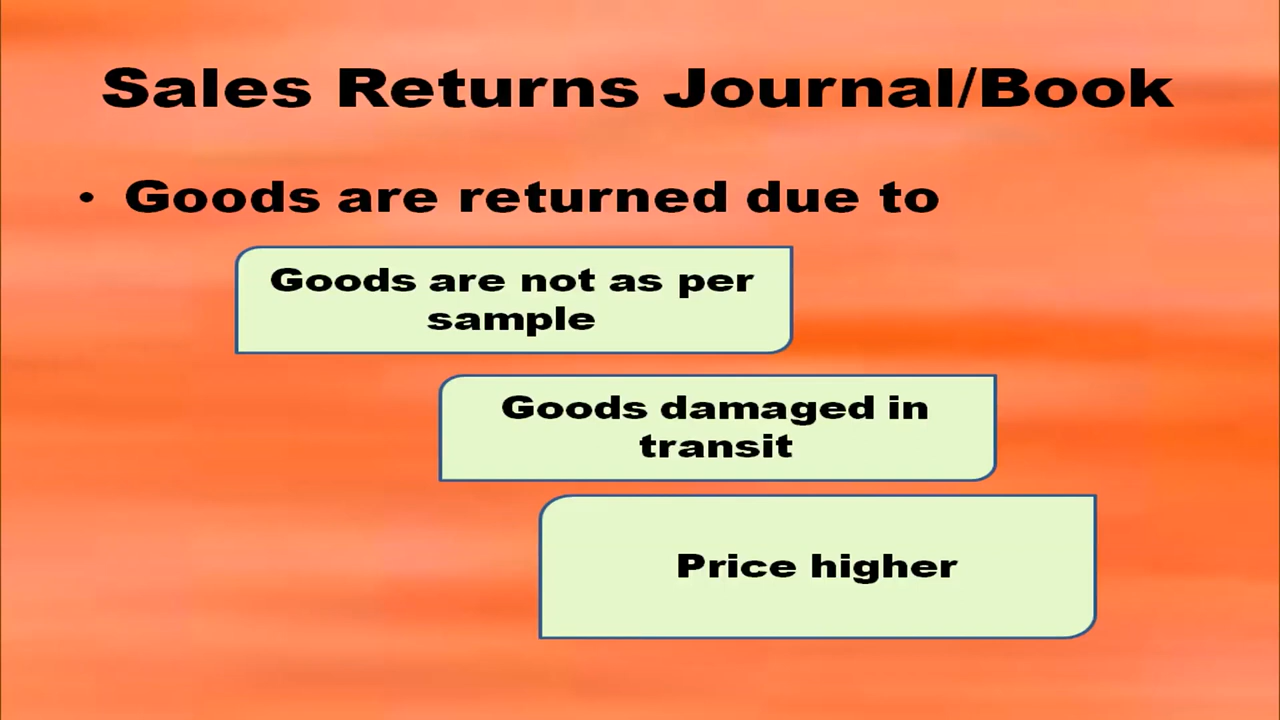 Sales Returns Journal/Book
• Goods are returned due to
Goods are not as per
sample
Goods damaged in
transit
Price higher